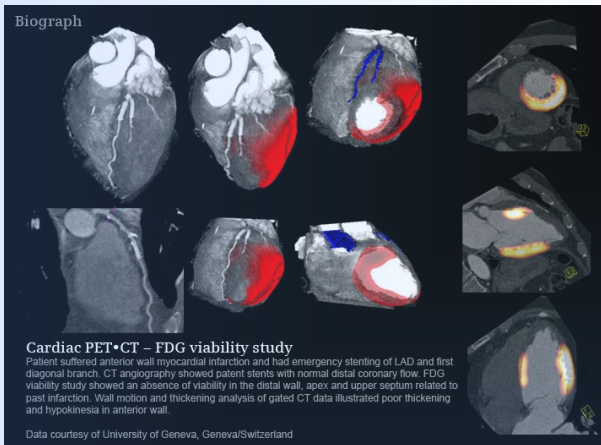 Biograph
Cardiac PET•CT – FDG viability study
Patient suffered anterior wall myocardial infarction and had emergency stenting of LAD and first
diagonal branch. CT angiography showed patent stents with normal distal coronary flow. FDG
viability study showed an absence of viability in the distal wall, apex and upper septum related to
past infarction. Wall motion and thickening analysis of gated CT data illustrated poor thickening
and hypokinesia in anterior wall.
Data courtesy of University of Geneva, Geneva/Switzerland